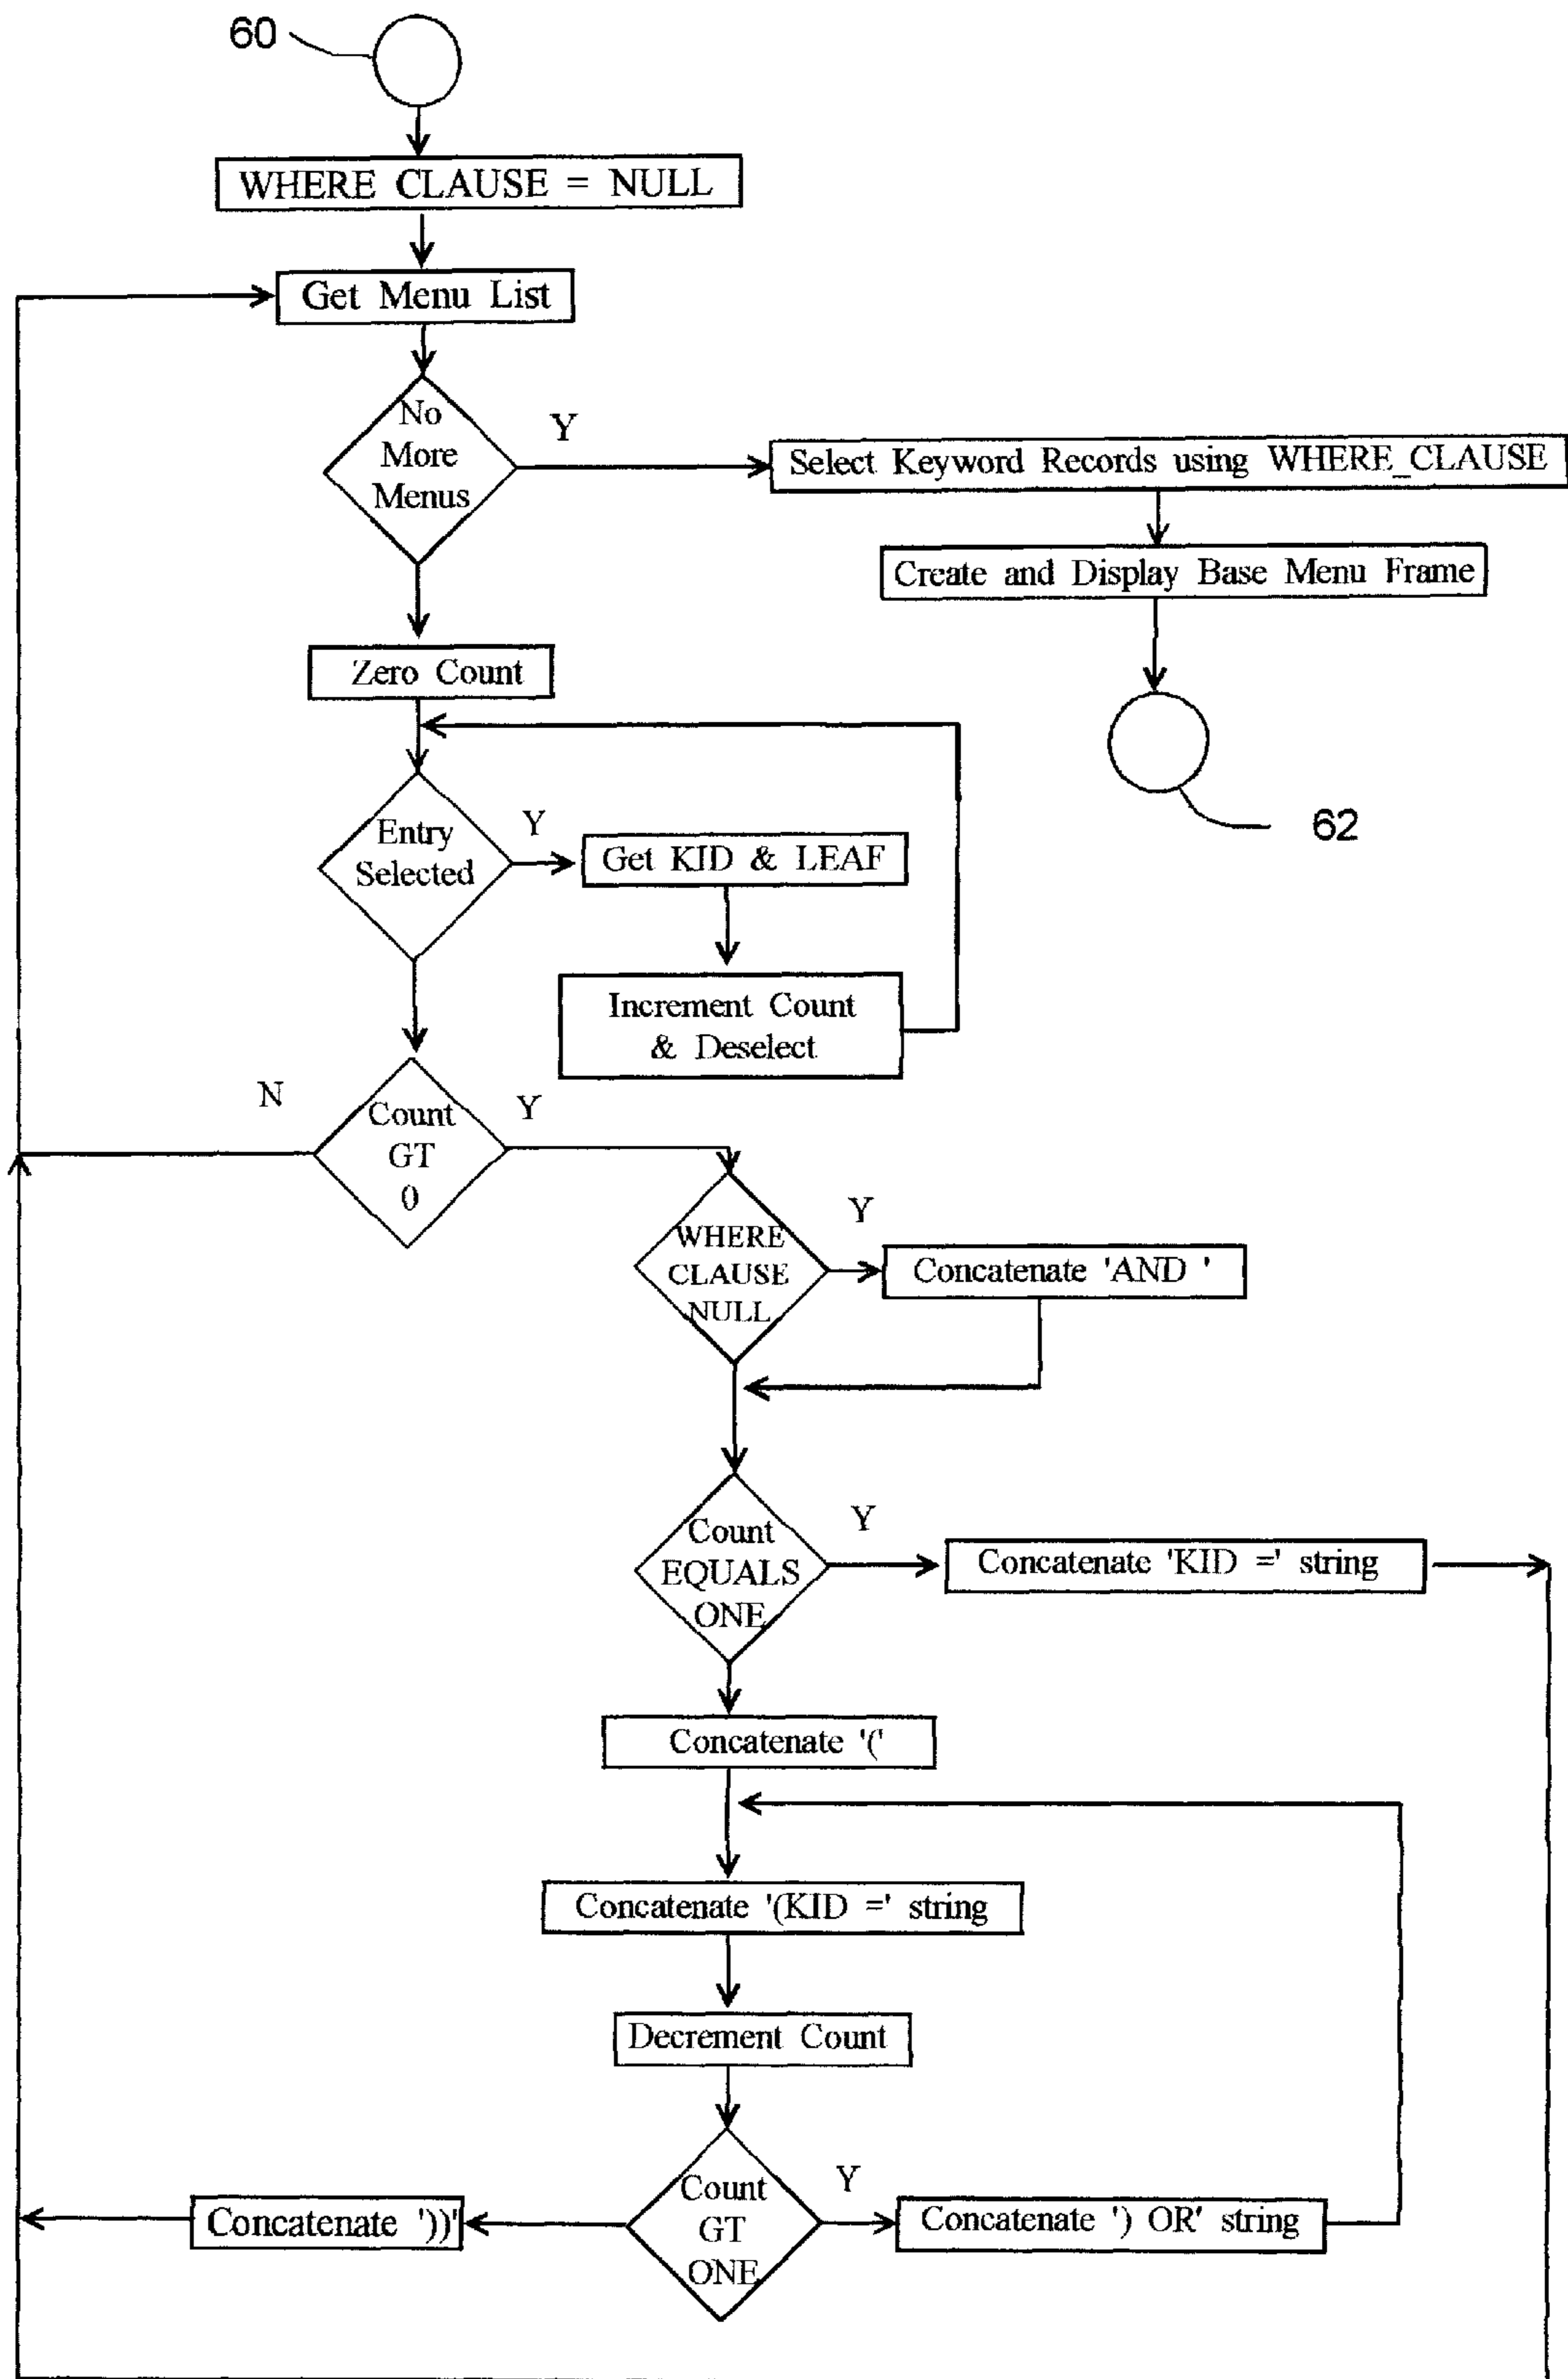 60
WHERE CLAUSE = NULL
Get Menu List
No
More
Menus
Y
Select Keyword Records using WHERE_CLAUSE
Create and Display Base Menu Frame
62
Zero Count
Entry
Selected
Y
Get KID & LEAF
Increment Count
& Deselect
N
Count
GT
0
Y
WHERE
CLAUSE
NULL
Y
Concatenate 'AND '
Count
EQUALS
ONE
Y
Concatenate 'KID =' string
Concatenate '('
Concatenate '(KID =' string
Decrement Count
Count
GT
ONE
Y
Concatenate ') OR' string
Concatenate '))'